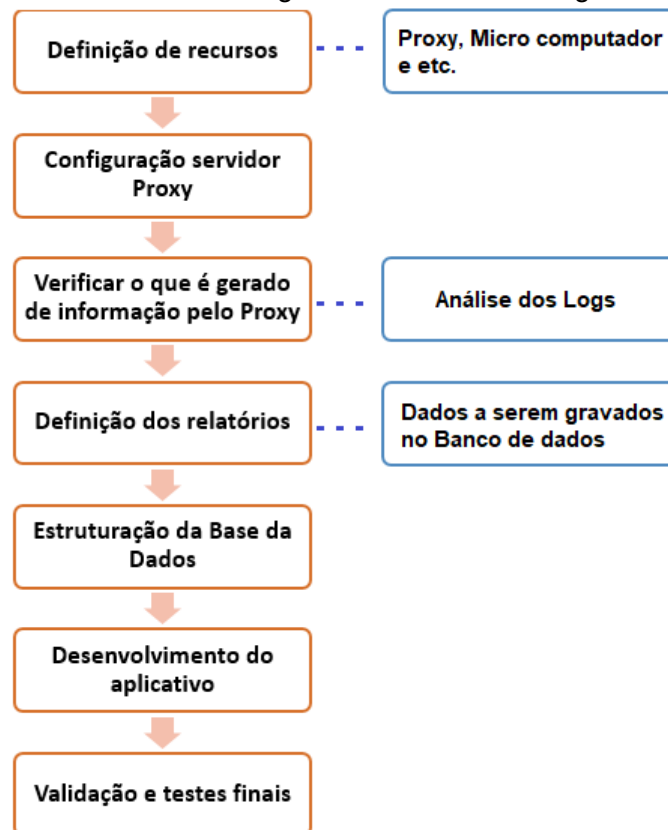 Definição de recursos
Proxy, Micro computador
e etc.
Configuração servidor
Proxy
Verificar o que é gerado
de informação pelo Proxy
Análise dos Logs
Definição dos relatórios
Dados a serem gravados
no Banco de dados
Estruturação da Base da
Dados
Desenvolvimento do
aplicativo
Validação e testes finais